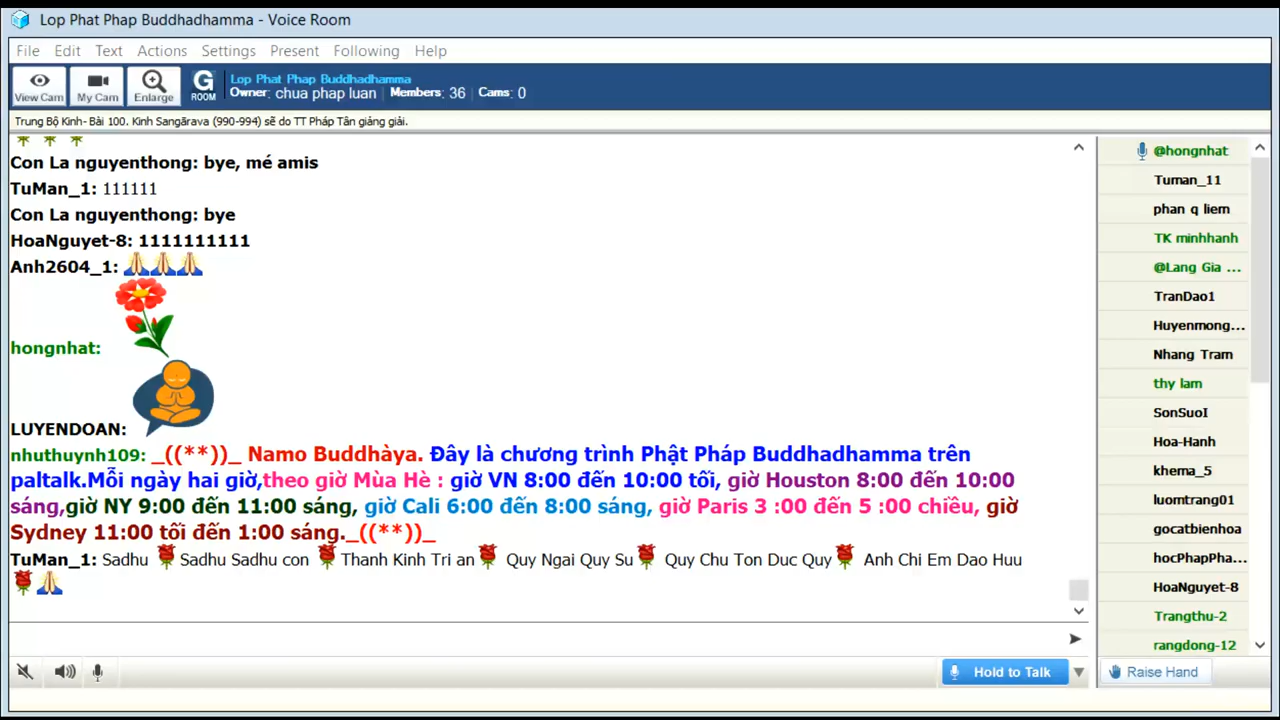 Lop Phat Phap Buddhadhamma - Voice Room
File Edit Text Actions Settings Present Following Help
View Cam My Cam Enlarge G ROOM
Lop Phat Phap Buddhadhamma
Owner: chua phap luan Members: 36 Cams: 0
Trung Bộ Kinh- Bài 100. Kinh Sangārava (990-994) sẽ do TT Pháp Tân giảng giải.
Con La nguyenthong: bye, mé amis
TuMan_1: 111111
Con La nguyenthong: bye
HoaNguyet-8: 1111111111
Anh2604_1: 🙏🙏🙏
hongnhat:
LUYENDOAN:
nhuthuynh109: _((**))_ Namo Buddhàya. Đây là chương trình Phật Pháp Buddhadhamma trên
paltalk.Mỗi ngày hai giờ,theo giờ Mùa Hè : giờ VN 8:00 đến 10:00 tối, giờ Houston 8:00 đến 10:00
sáng,giờ NY 9:00 đến 11:00 sáng, giờ Cali 6:00 đến 8:00 sáng, giờ Paris 3 :00 đến 5 :00 chiều, giờ
Sydney 11:00 tối đến 1:00 sáng._((**))_
TuMan_1: Sadhu 🌹Sadhu Sadhu con 🌹Thanh Kinh Tri an🌹 Quy Ngai Quy Su🌹 Quy Chu Ton Duc Quy🌹 Anh Chi Em Dao Huu
🌹🙏
@hongnhat
Tuman_11
phan q liem
TK minhhanh
@Lang Gia ...
TranDao1
Huyenmong...
Nhang Tram
thy lam
SonSuoI
Hoa-Hanh
khema_5
luomtrang01
gocatbienhoa
hocPhapPha...
HoaNguyet-8
Trangthu-2
rangdong-12
Hold to Talk
Raise Hand